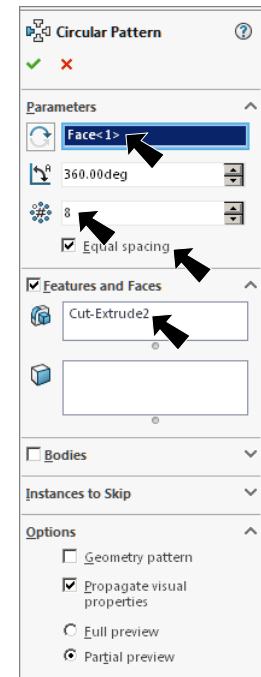 Circular Pattern
Parameters
Face<1>
360.00deg
8
Equal spacing
Features and Faces
Cut-Extrude2
Bodies
Instances to Skip
Options
Geometry pattern
Propagate visual
properties
Full preview
Partial preview